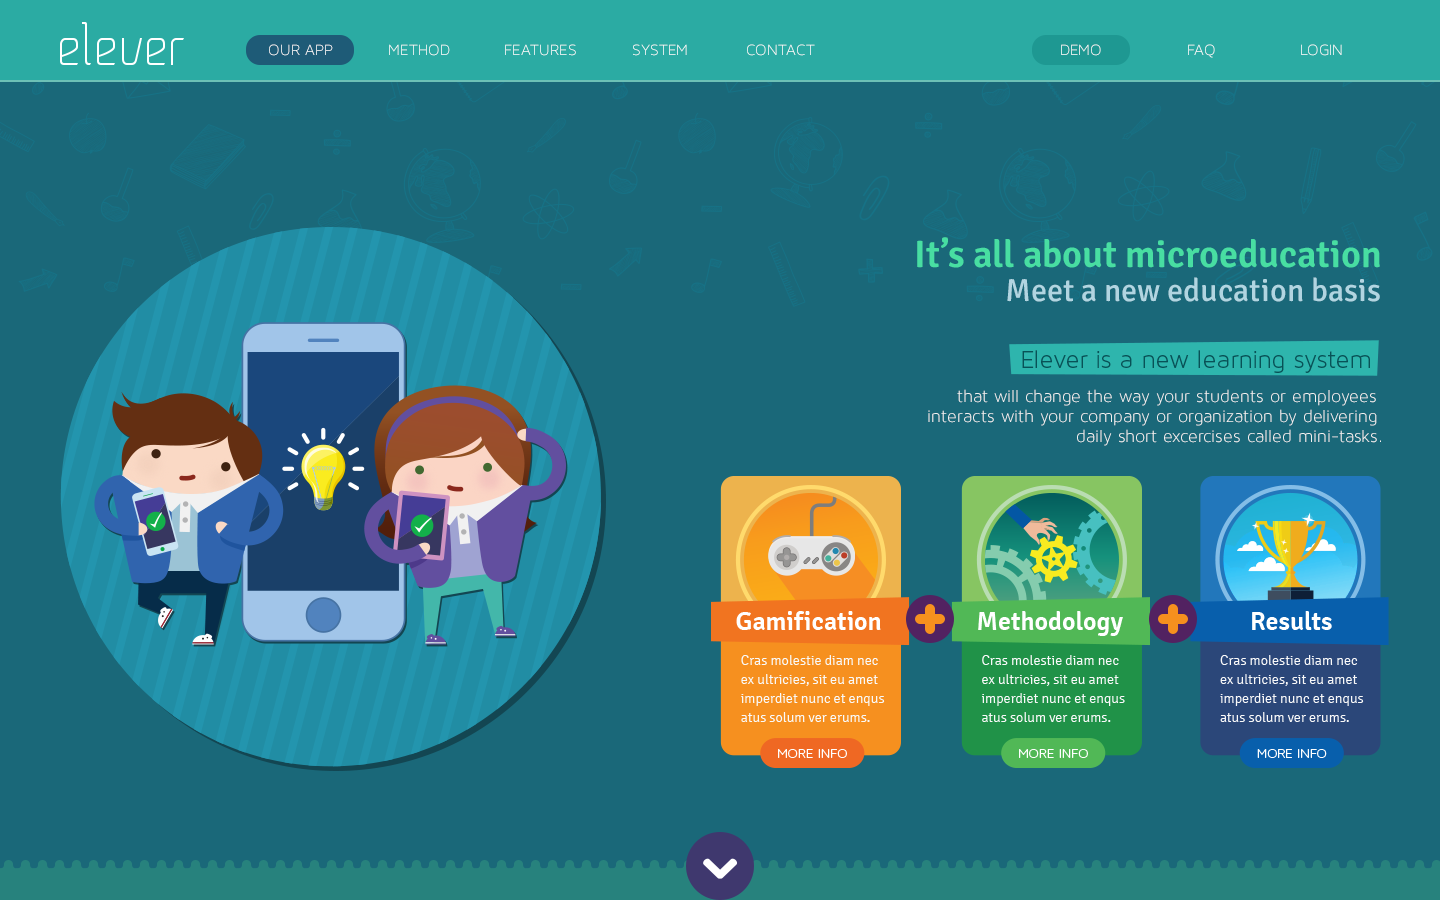 elever
OUR APP
METHOD
FEATURES
SYSTEM
CONTACT
DEMO
FAQ
LOGIN
It's all about microeducation
Meet a new education basis
Elever is a new learning system
that will change the way your students or employees
interacts with your company or organization by delivering
daily short excercises called mini-tasks.
Gamification
Cras molestie diam nec
ex ultricies, sit eu amet
imperdiet nunc et enqus
atus solum ver erums.
MORE INFO
Methodology
Cras molestie diam nec
ex ultricies, sit eu amet
imperdiet nunc et enqus
atus solum ver erums.
MORE INFO
Results
Cras molestie diam nec
ex ultricies, sit eu amet
imperdiet nunc et enqus
atus solum ver erums.
MORE INFO